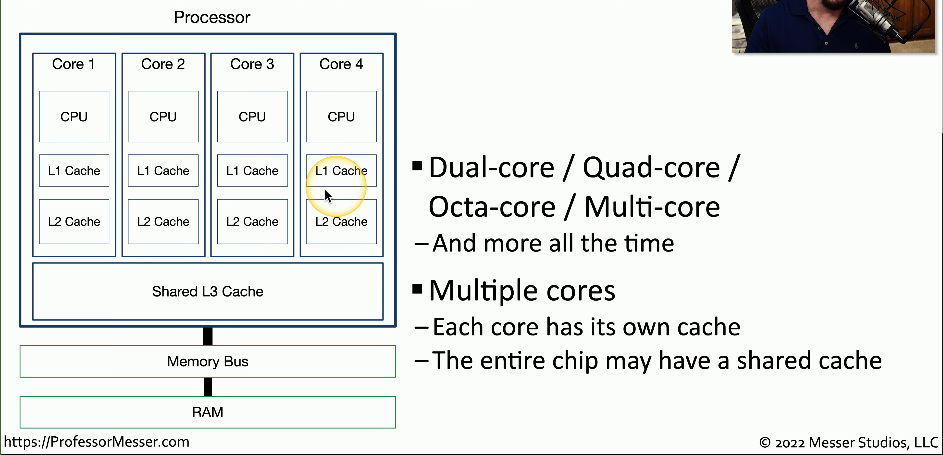 Processor
Core 1 Core 2 Core 3 Core 4
CPU CPU CPU CPU
L1 Cache L1 Cache L1 Cache L1 Cache
L2 Cache L2 Cache L2 Cache L2 Cache
Shared L3 Cache
Memory Bus
RAM
▪Dual-core / Quad-core /
Octa-core / Multi-core
–And more all the time
▪Multiple cores
–Each core has its own cache
–The entire chip may have a shared cache
https://ProfessorMesser.com
© 2022 Messer Studios, LLC